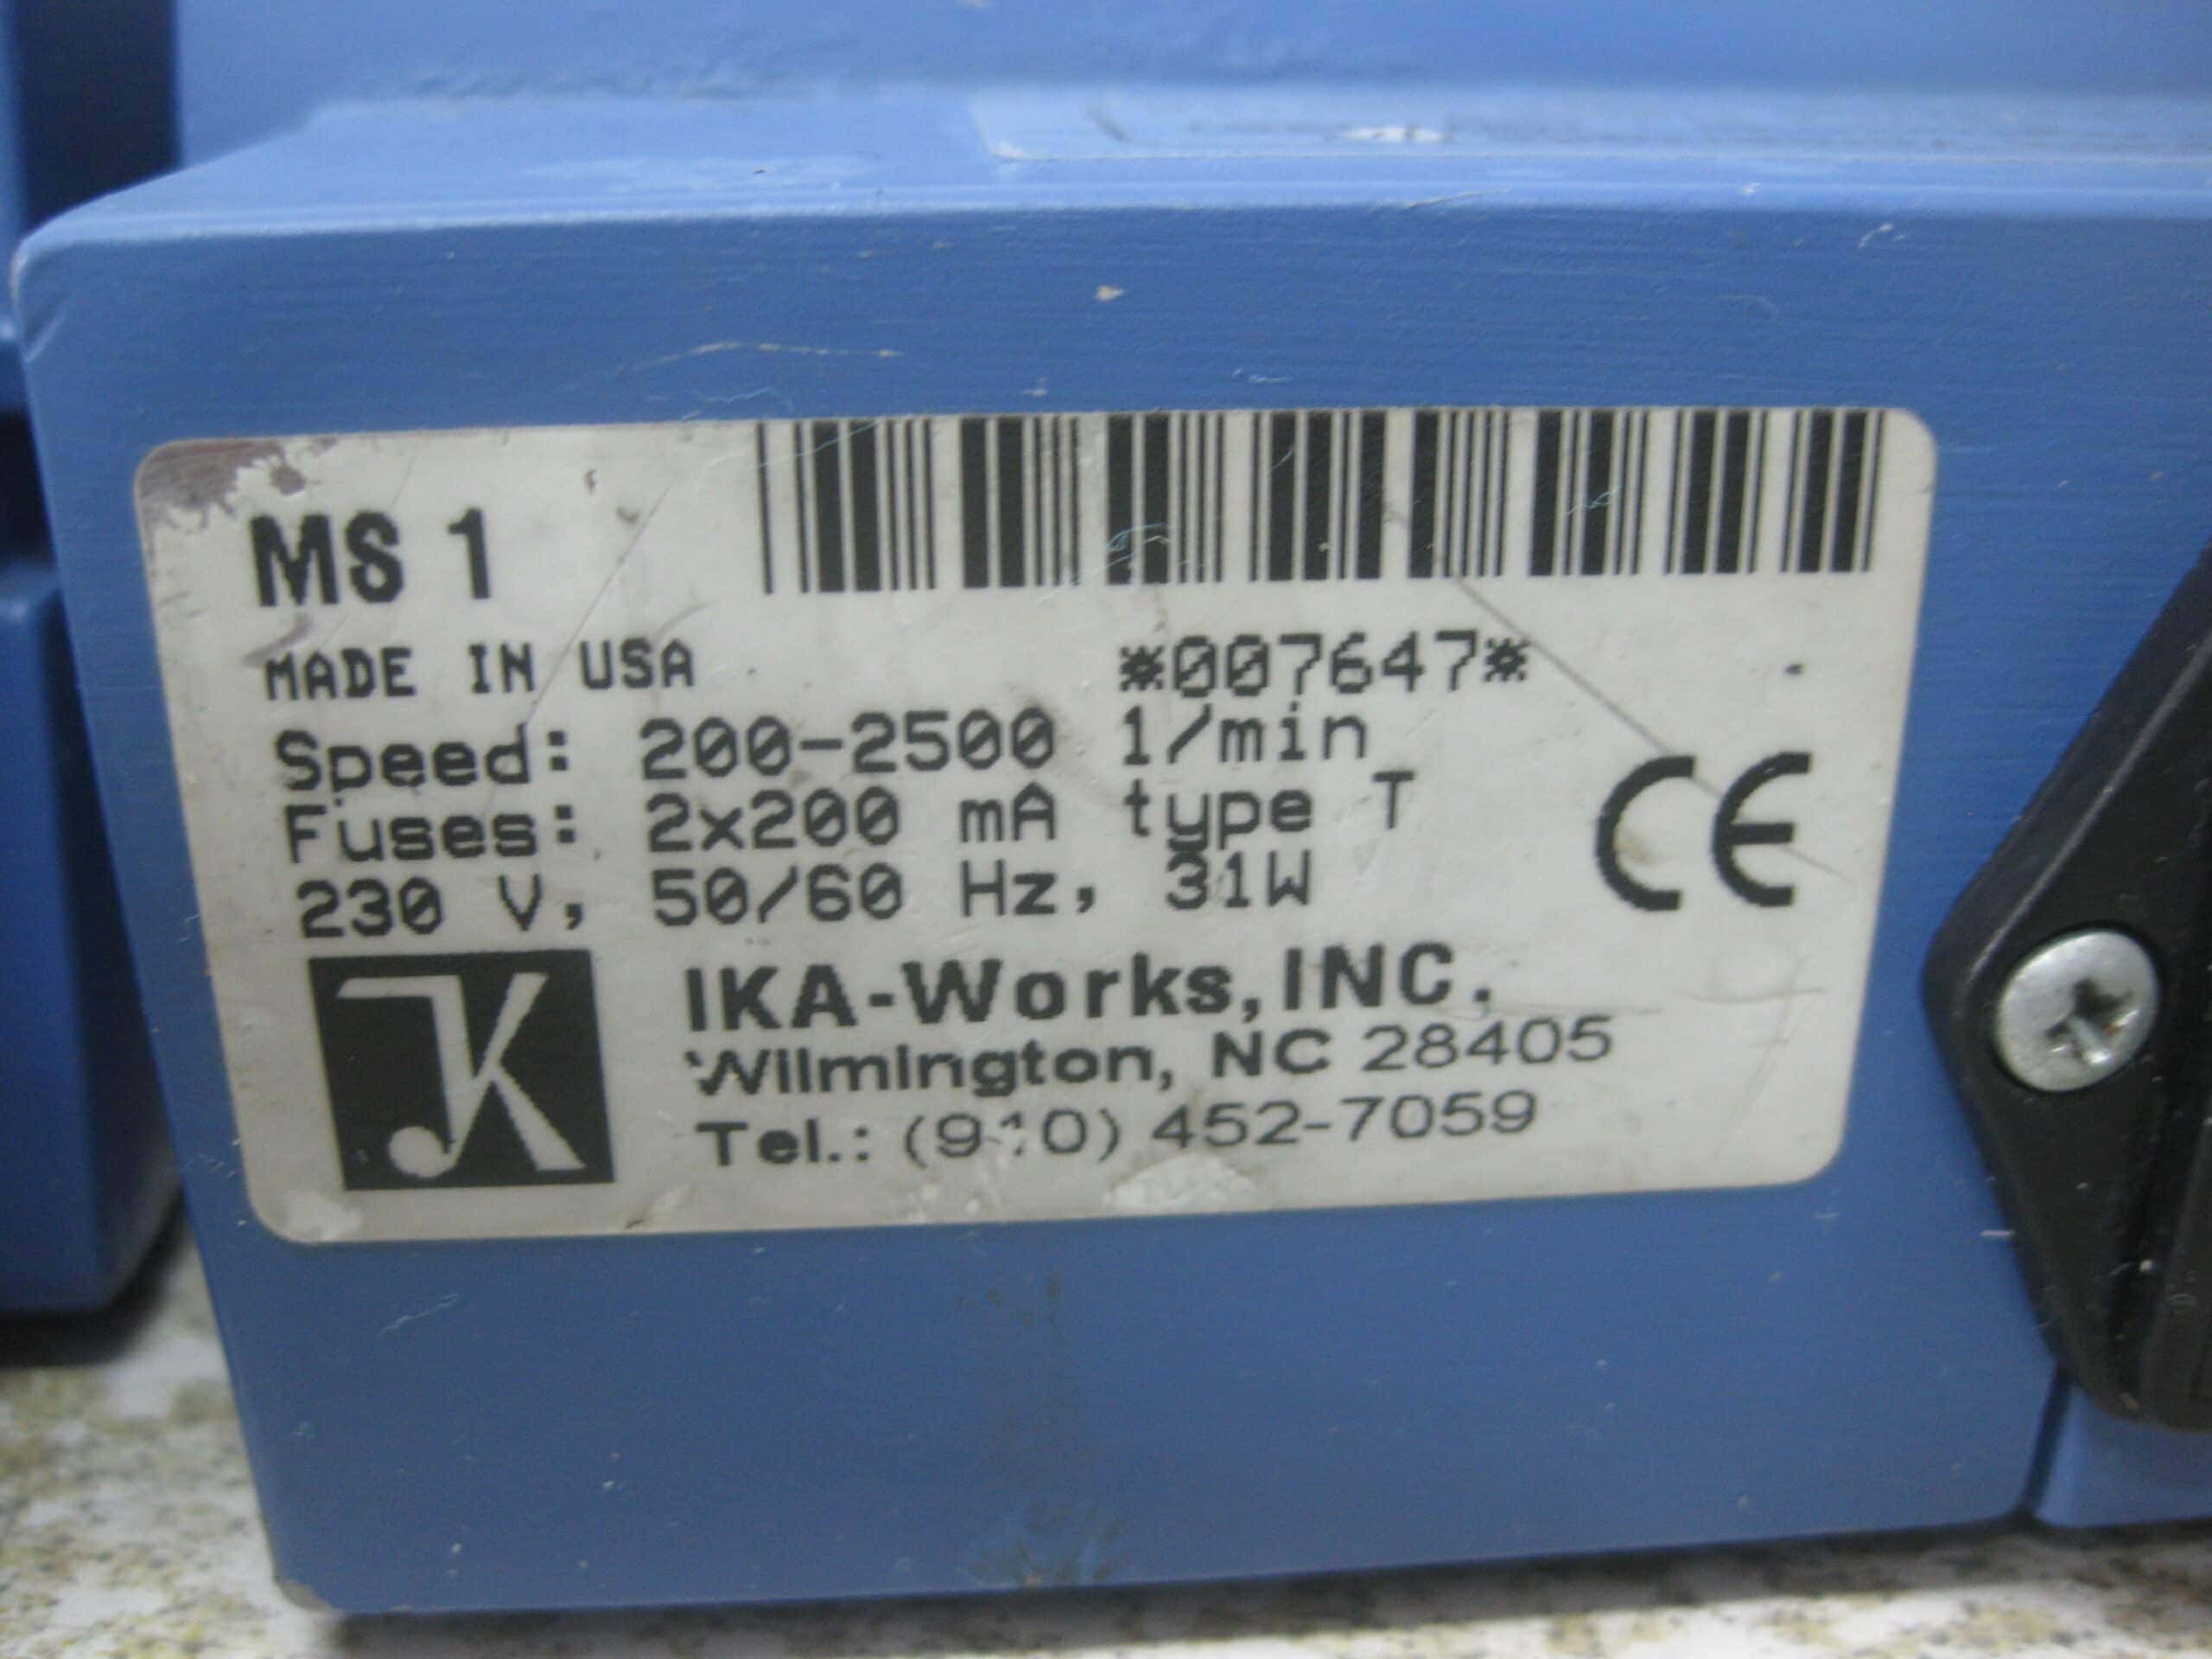 MS 1
MADE IN USA
*007647*
Speed: 200-2500 1/min
Fuses: 2x200 mA type T
230 V, 50/60 Hz, 31W
CE
IKA-Works, INC.
Wilmington, NC 28405
Tel.: (910) 452-7059